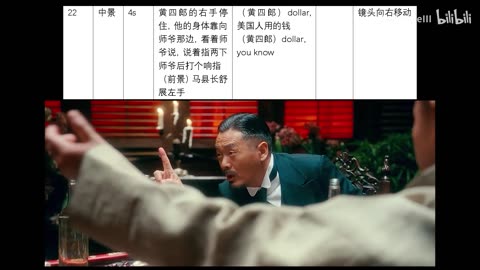 22
中景
4s
黄四郎的右手停
住，他的身体靠向
师爷那边，看着师
爷说，说着指两下
师爷后打个响指
（前景）马县长舒
展左手
（黄四郎）dollar,
美国人用的钱
（黄四郎）dollar,
you know
镜头向右移动
elll bilibili